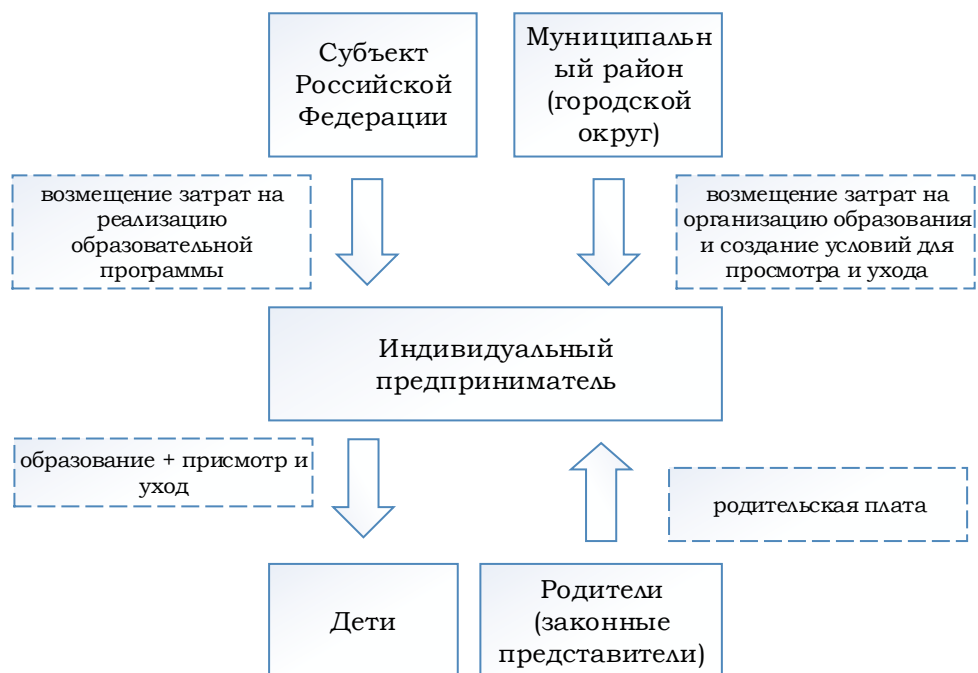 Субъект
Российской
Федерации
Муниципальн
ый район
(городской
округ)
возмещение затрат на
реализацию
образовательной
программы
возмещение затрат на
организацию образования
и создание условий для
просмотра и ухода
Индивидуальный
предприниматель
образование + присмотр и
уход
родительская плата
Дети
Родители
(законные
представители)